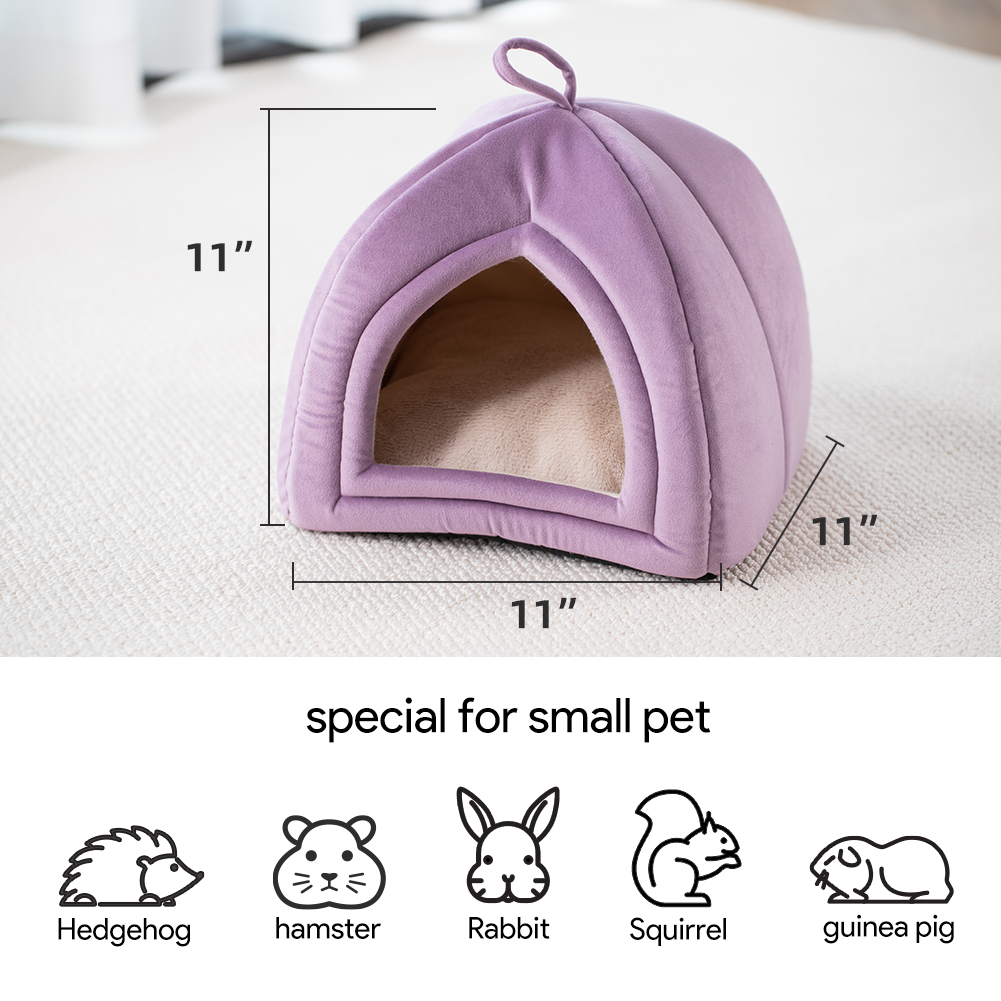 11”
11”
11”
special for small pet
Hedgehog
hamster
Rabbit
Squirrel
guinea pig